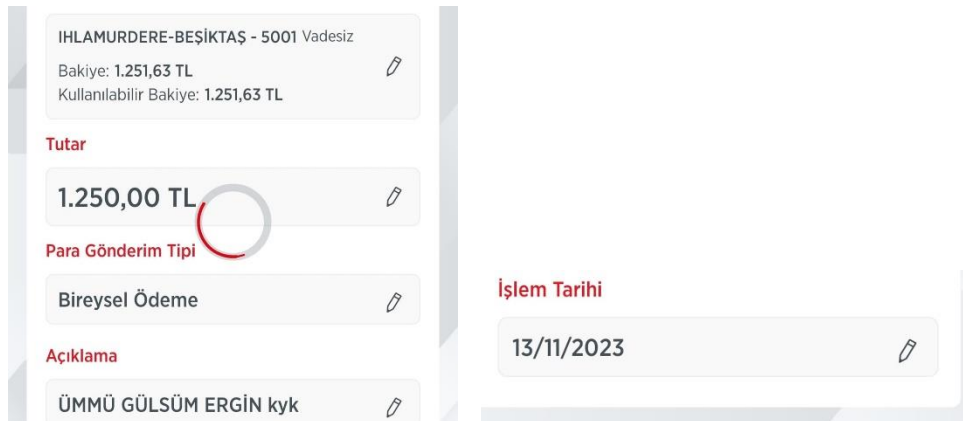 IHLAMURDERE-BEŞİKTAŞ - 5001 Vadesiz
Bakiye: 1.251,63 TL
Kullanılabilir Bakiye: 1.251,63 TL
Tutar
1.250,00 TL
Para Gönderim Tipi
Bireysel Ödeme
Açıklama
ÜMMÜ GÜLSÜM ERGİN kyk
İşlem Tarihi
13/11/2023